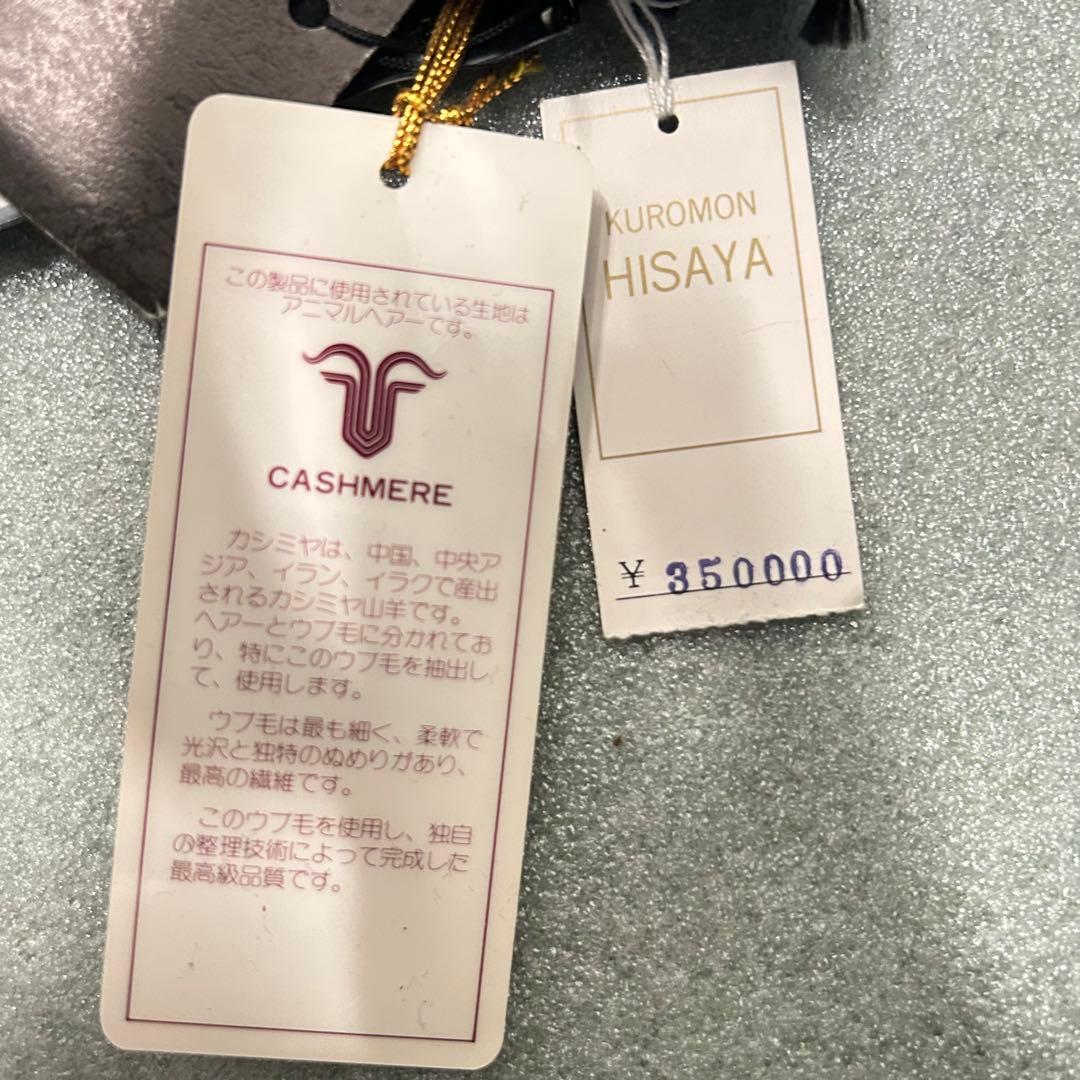 この製品に使用されている生地は
アニマルヘアーです。
CASHMERE
カシミヤは、中国、中央ア
ジア、イラン、イラクで産出
されるカシミヤ山羊です。
ヘアーとウブ毛に分かれてお
り、特にこのウブ毛を抽出し
て、使用します。
ウブ毛は最も細く、柔軟で
光沢と独特のぬめりがあり、
最高の繊維です。
このウブ毛を使用し、独自
の整理技術によって完成した
最高級品質です。
KUROMON
HISAYA
¥ 350000